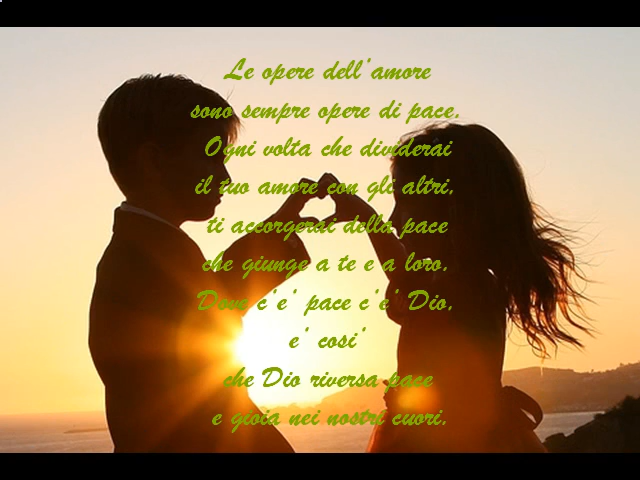 Le opere dell'amore
sono sempre opere di pace.
Ogni volta che dividerai
il tuo amore con gli altri,
ti accorgerai della pace
che giunge a te e a loro.
Dove c'e' pace c'e' Dio,
e' cosi'
che Dio riversa pace
e gioia nei nostri cuori.